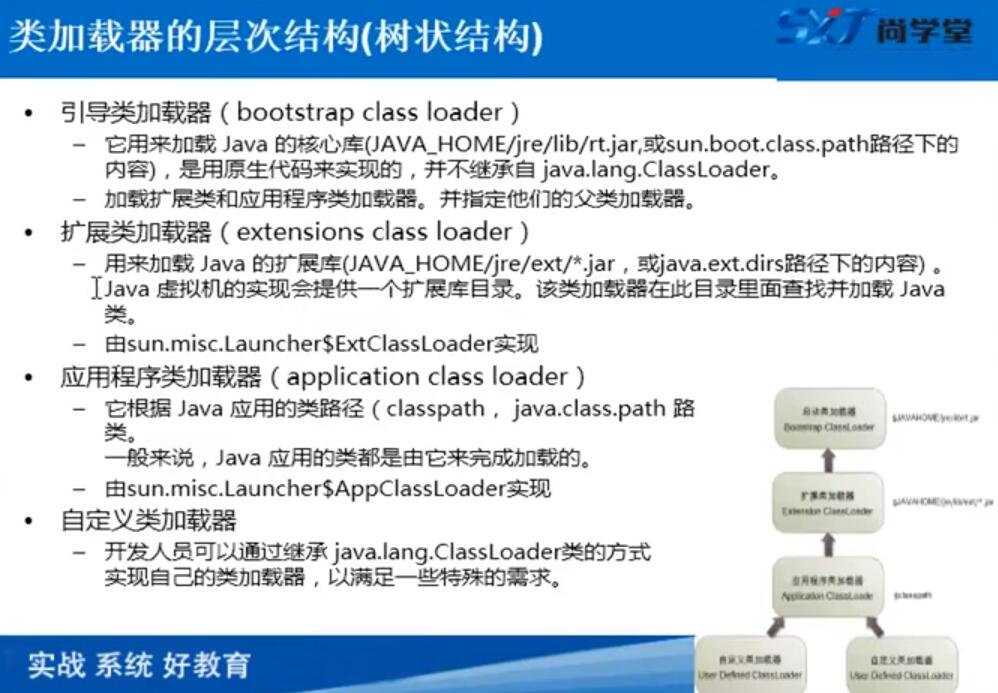 类加载器的层次结构(树状结构)
SXT 尚学堂
• 引导类加载器（bootstrap class loader）
– 它用来加载 Java 的核心库(JAVA_HOME/jre/lib/rt.jar,或sun.boot.class.path路径下的
内容)，是用原生代码来实现的，并不继承自 java.lang.ClassLoader。
– 加载扩展类和应用程序类加载器。并指定他们的父类加载器。
• 扩展类加载器（extensions class loader）
– 用来加载 Java 的扩展库(JAVA_HOME/jre/ext/*.jar，或java.ext.dirs路径下的内容) 。
Java 虚拟机的实现会提供一个扩展库目录。该类加载器在此目录里面查找并加载 Java
类。
– 由sun.misc.Launcher$ExtClassLoader实现
• 应用程序类加载器（application class loader）
– 它根据 Java 应用的类路径（classpath， java.class.path 路
类。
一般来说，Java 应用的类都是由它来完成加载的。
– 由sun.misc.Launcher$AppClassLoader实现
• 自定义类加载器
– 开发人员可以通过继承 java.lang.ClassLoader类的方式
实现自己的类加载器，以满足一些特殊的需求。
启动类加载器
Bootstrap ClassLoader
$JAVAHOME/jre/lib/rt.jar
扩展类加载器
Extension ClassLoader
$JAVAHOME/jre/lib/ext/*.jar
应用程序类加载器
Application ClassLoade
$classpath
自定义类加载器
User Defined ClassLoader
自定义类加载器
User Defined ClassLoader
实战 系统 好教育